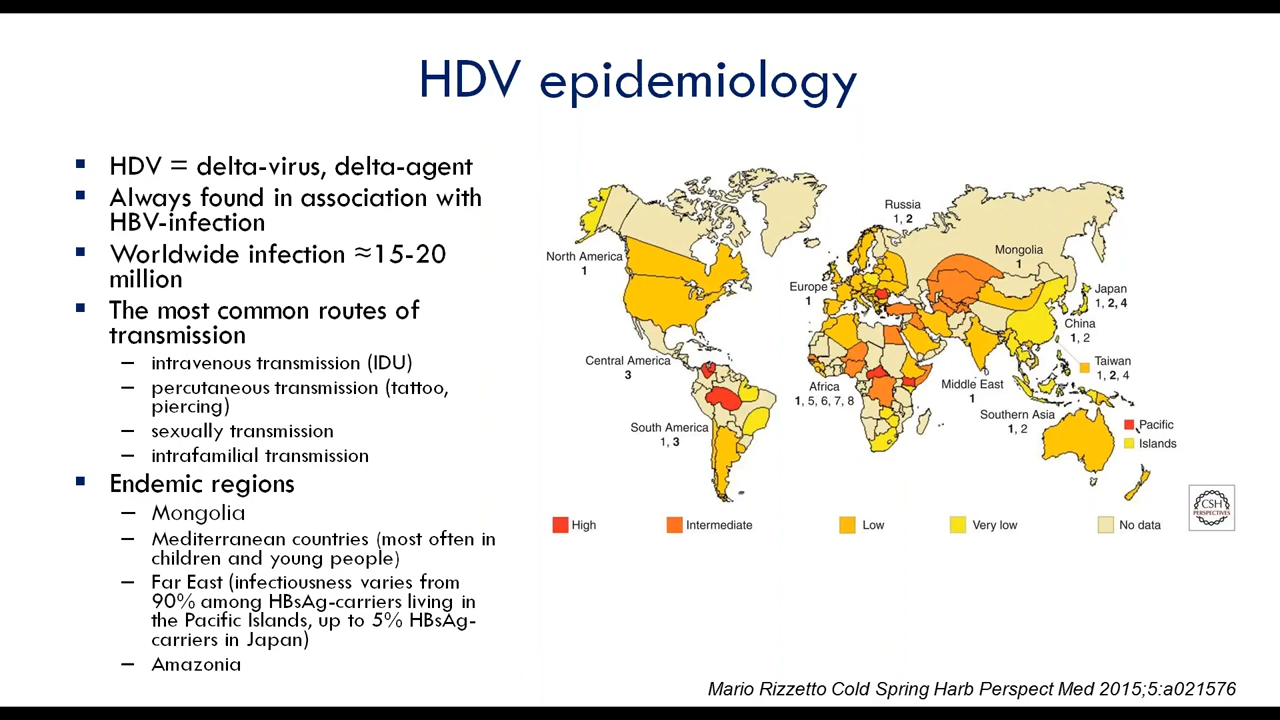 HDV epidemiology
▪ HDV = delta-virus, delta-agent
▪ Always found in association with
HBV-infection
▪ Worldwide infection ≈15-20
million
▪ The most common routes of
transmission
– intravenous transmission (IDU)
– percutaneous transmission (tattoo,
piercing)
– sexually transmission
– intrafamilial transmission
▪ Endemic regions
– Mongolia
– Mediterranean countries (most often in
children and young people)
– Far East (infectiousness varies from
90% among HBsAg-carriers living in
the Pacific Islands, up to 5% HBsAg-
carriers in Japan)
– Amazonia
Russia
1, 2
Mongolia
1
North America
1
Europe
1
Japan
1, 2, 4
China
1, 2
Central America
3
Taiwan
1, 2, 4
Africa
1, 5, 6, 7, 8
Middle East
1
Southern Asia
1, 2
South America
1, 3
Pacific
Islands
High
Intermediate
Low
Very low
No data
CSH
PERSPECTIVES
Mario Rizzetto Cold Spring Harb Perspect Med 2015;5:a021576